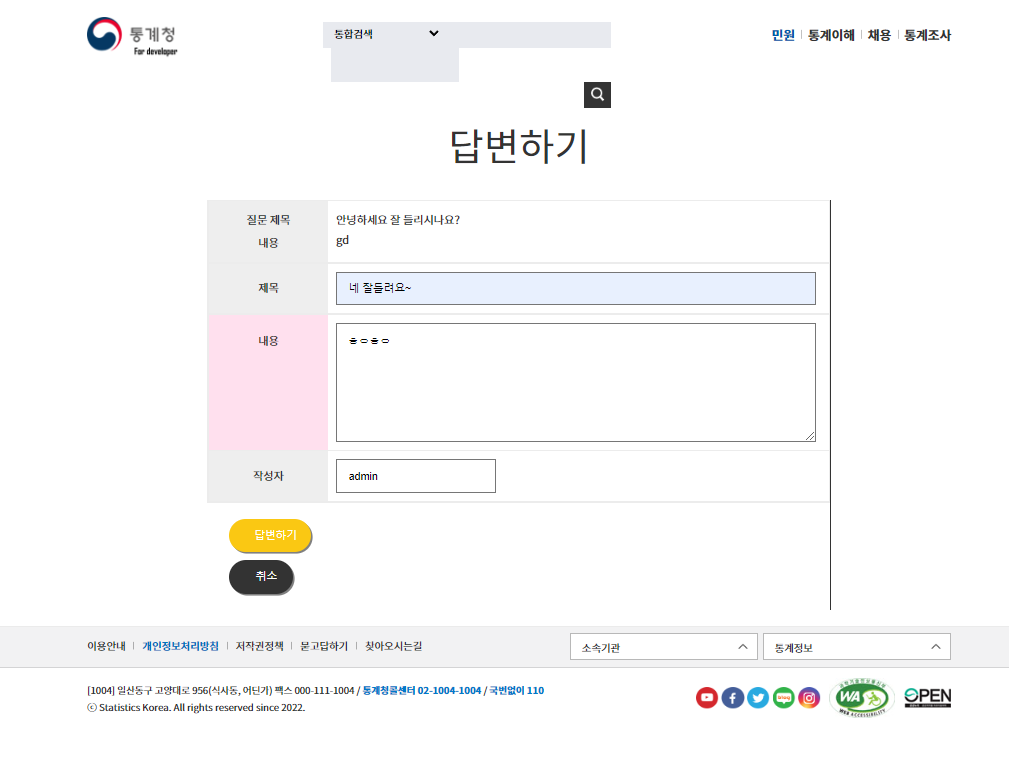 통계청
For developer
통합검색
민원 통계이해 채용 통계조사
답변하기
질문 제목 안녕하세요 잘 들리시나요?
내용 gd
제목 네 잘들려요~
내용 ㅎㅇㅎㅇ
작성자 admin
답변하기
취소
이용안내 개인정보처리방침 저작권정책 묻고답하기 찾아오시는길
소속기관 통계정보
[1004] 일산동구 고양대로 956(식사동, 어딘가) 팩스 000-111-1004 / 통계청콜센터 02-1004-1004 / 국번없이 110
ⓒ Statistics Korea. All rights reserved since 2022.
blog
WA
WEB ACCESSIBILITY
OPEN